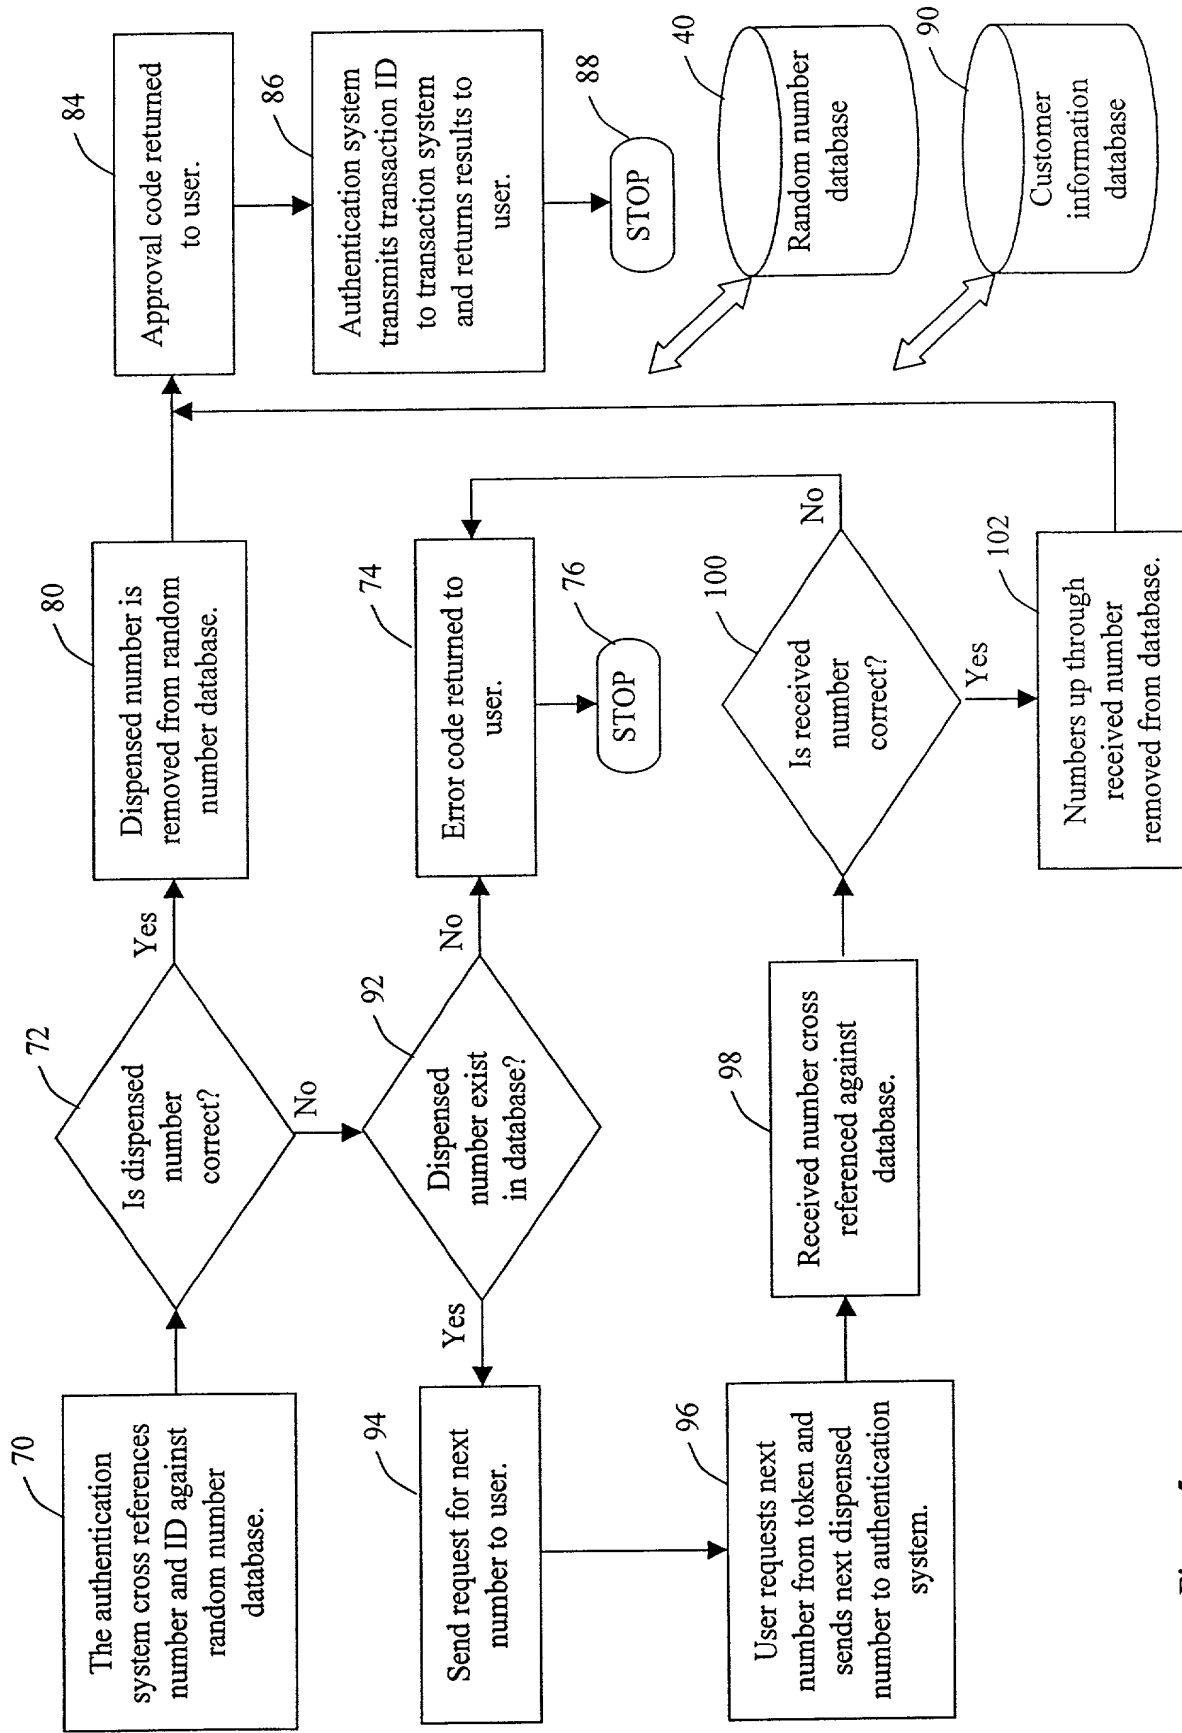 70
The authentication
system cross references
number and ID against
random number
database.
72
Is dispensed
number
correct?
Yes
No
80
Dispensed number is
removed from random
number database.
84
Approval code returned
to user.
86
Authentication system
transmits transaction ID
to transaction system
and returns results to
user.
88
STOP
92
Dispensed
number exist
in database?
Yes
No
74
Error code returned to
user.
76
STOP
94
Send request for next
number to user.
96
User requests next
number from token and
sends next dispensed
number to authentication
system.
98
Received number cross
referenced against
database.
100
Is received
number
correct?
No
Yes
102
Numbers up through
received number
removed from database.
40
Random number
database
90
Customer
information
database